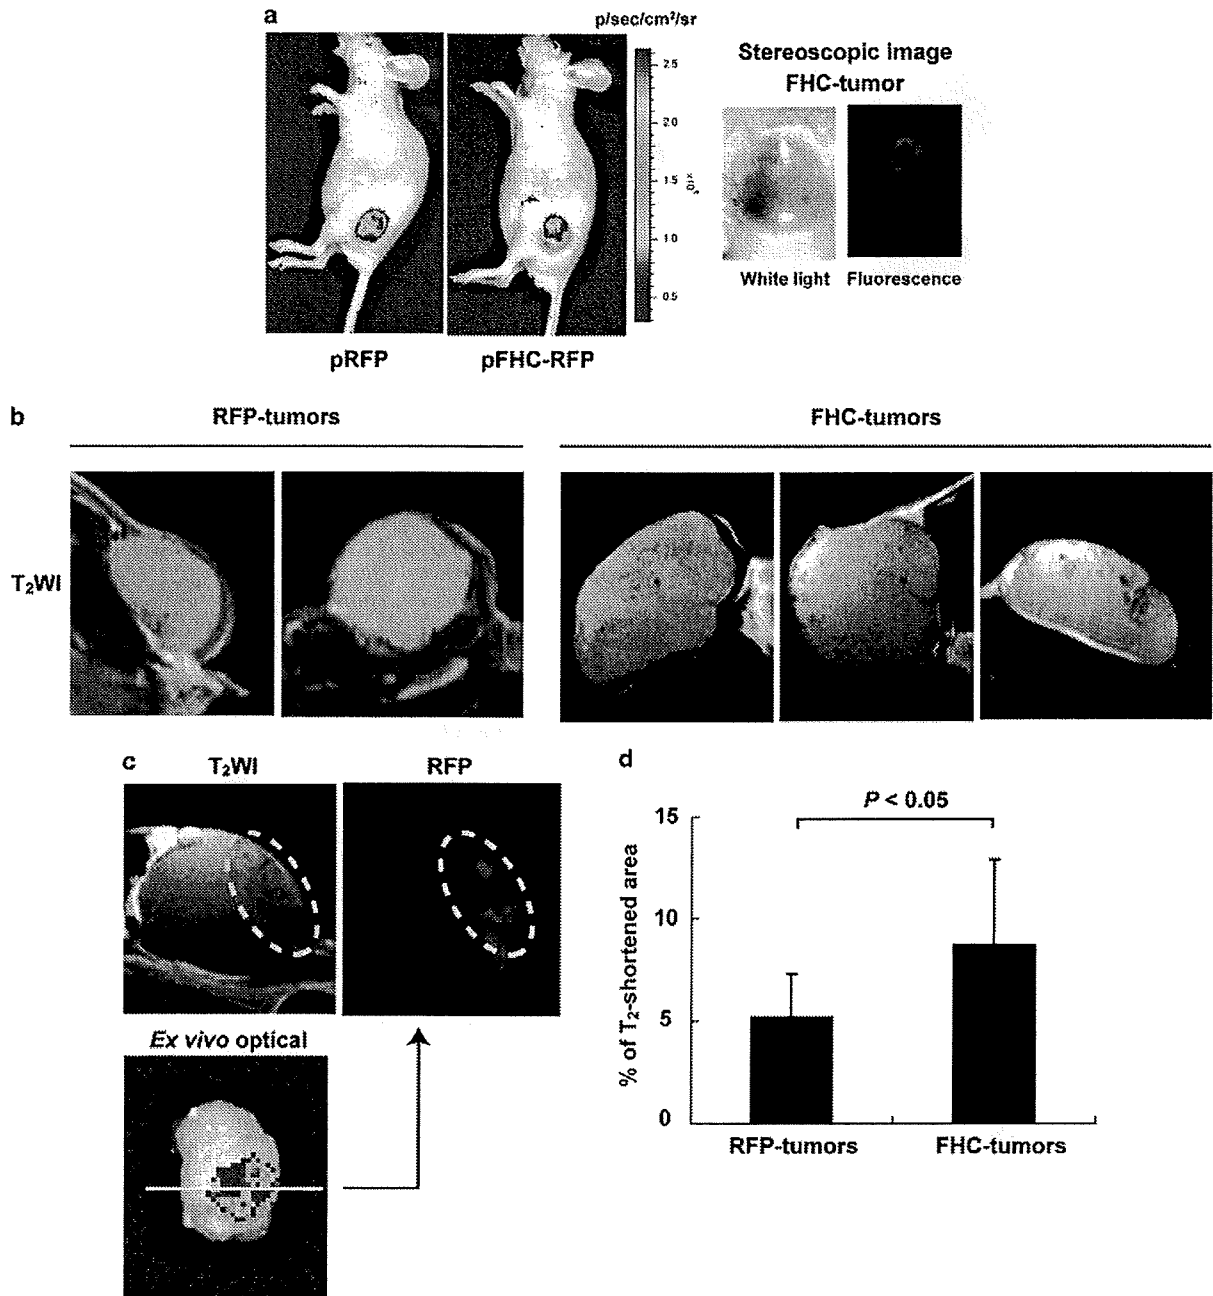 a
p/sec/cm²/sr
2.5
2.0
1.5
1.0
0.5
×10⁴
Stereoscopic image
FHC-tumor
White light
Fluorescence
pRFP
pFHC-RFP
b
RFP-tumors
FHC-tumors
T₂WI
c
T₂WI
RFP
Ex vivo optical
d
P < 0.05
15
10
5
0
% of T₂-shortened area
RFP-tumors
FHC-tumors